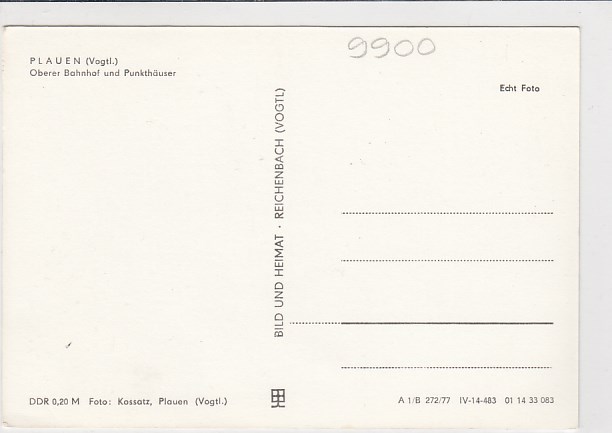 PLAUEN (Vogtl.)
Oberer Bahnhof und Punkthäuser
9900
Echt Foto
BILD UND HEIMAT · REICHENBACH (VOGTL)
DDR 0,20 M Foto: Kossatz, Plauen (Vogtl.)
A 1/B 272/77 IV-14-483 01 14 33 083